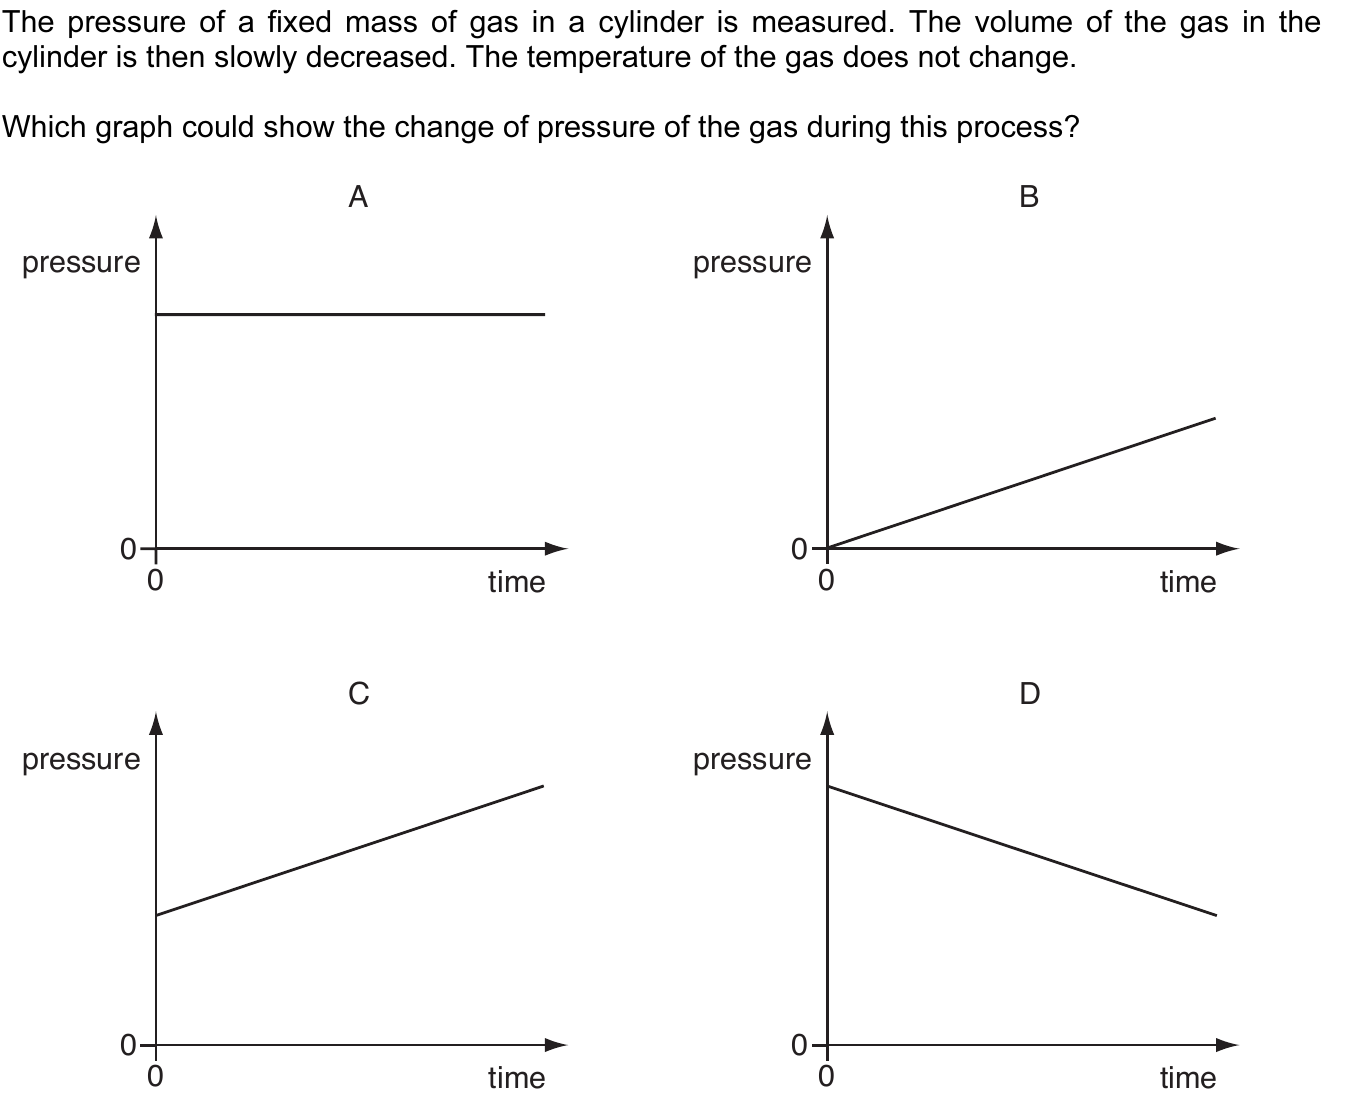 The pressure of a fixed mass of gas in a cylinder is measured. The volume of the gas in the
cylinder is then slowly decreased. The temperature of the gas does not change.
Which graph could show the change of pressure of the gas during this process?
A
pressure
0
0
time
B
pressure
0
0
time
C
pressure
0
0
time
D
pressure
0
0
time